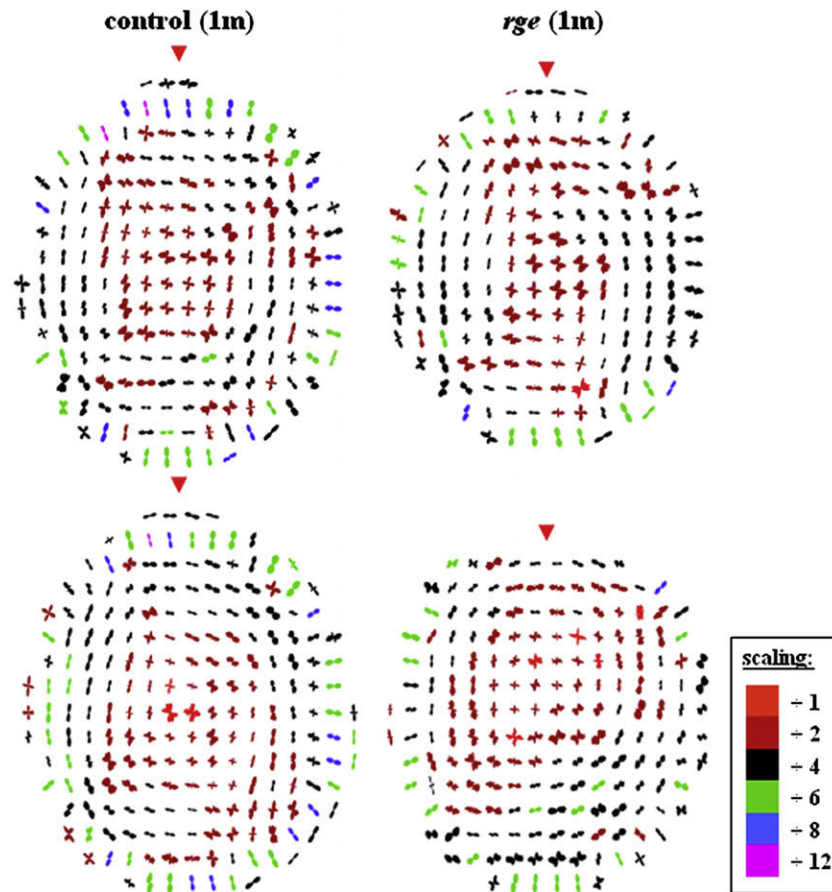 control (1m)
rge (1m)
scaling:
÷ 1
÷ 2
÷ 4
÷ 6
÷ 8
÷ 12